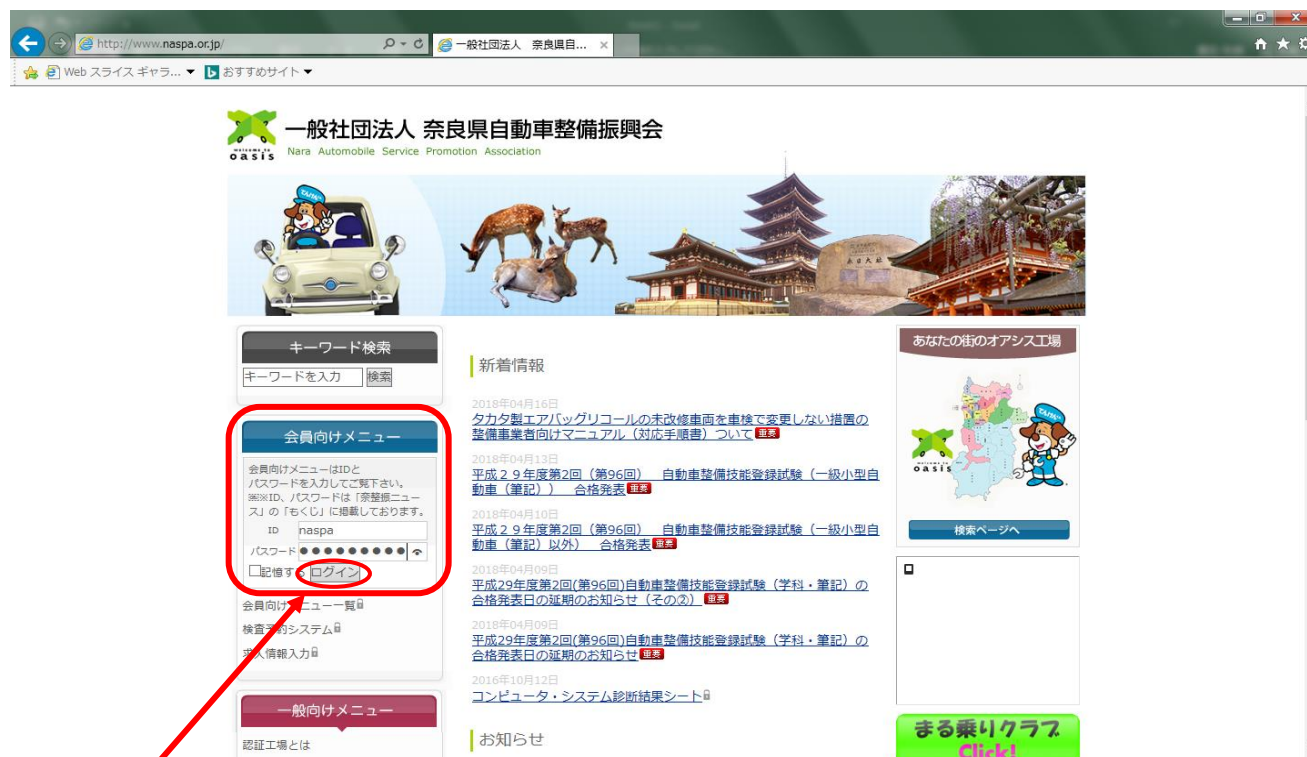 http://www.naspa.or.jp/
一般社団法人 奈良県自... ×
Web スライス ギャラ... ▼ おすすめサイト ▼
welcome to
oasis
一般社団法人 奈良県自動車整備振興会
Nara Automobile Service Promotion Association
キーワード検索
キーワードを入力 検索
会員向けメニュー
会員向けメニューはIDと
パスワードを入力してご覧下さい。
※ID、パスワードは「奈整振ニュー
ス」の「もくじ」に掲載しております。
ID naspa
パスワード ●●●●●●●●●
記憶する ログイン
会員向けメニュー一覧
検査予約システム
求人情報入力
一般向けメニュー
認証工場とは
新着情報
2018年04月16日
タカタ製エアバッグリコールの未改修車両を車検で変更しない措置の
整備事業者向けマニュアル（対応手順書）ついて 重要
2018年04月13日
平成２９年度第2回（第96回）　自動車整備技能登録試験（一級小型自
動車（筆記））　合格発表 重要
2018年04月10日
平成２９年度第2回（第96回）　自動車整備技能登録試験（一級小型自
動車（筆記）以外）　合格発表 重要
2018年04月09日
平成29年度第2回(第96回)自動車整備技能登録試験（学科・筆記）の
合格発表日の延期のお知らせ（その②） 重要
2018年04月09日
平成29年度第2回(第96回)自動車整備技能登録試験（学科・筆記）の
合格発表日の延期のお知らせ 重要
2016年10月12日
コンピュータ・システム診断結果シート
お知らせ
あなたの街のオアシス工場
oasis
検索ページへ
まる乗りクラブ
Click!